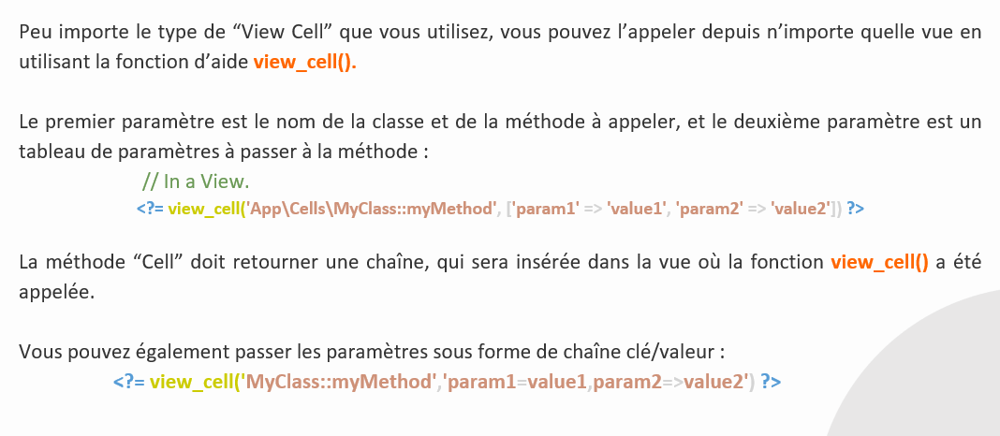 Peu importe le type de “View Cell” que vous utilisez, vous pouvez l’appeler depuis n’importe quelle vue en
utilisant la fonction d’aide view_cell().
Le premier paramètre est le nom de la classe et de la méthode à appeler, et le deuxième paramètre est un
tableau de paramètres à passer à la méthode :
// In a View.
<?= view_cell('App\Cells\MyClass::myMethod', ['param1' => 'value1', 'param2' => 'value2']) ?>
La méthode “Cell” doit retourner une chaîne, qui sera insérée dans la vue où la fonction view_cell() a été
appelée.
Vous pouvez également passer les paramètres sous forme de chaîne clé/valeur :
<?= view_cell('MyClass::myMethod','param1=value1,param2=>value2') ?>